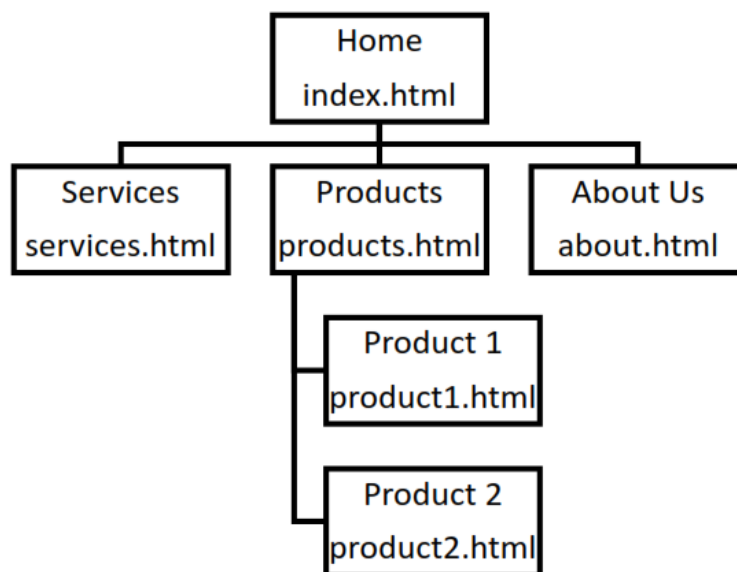 Home
index.html
Services
services.html
Products
products.html
About Us
about.html
Product 1
product1.html
Product 2
product2.html